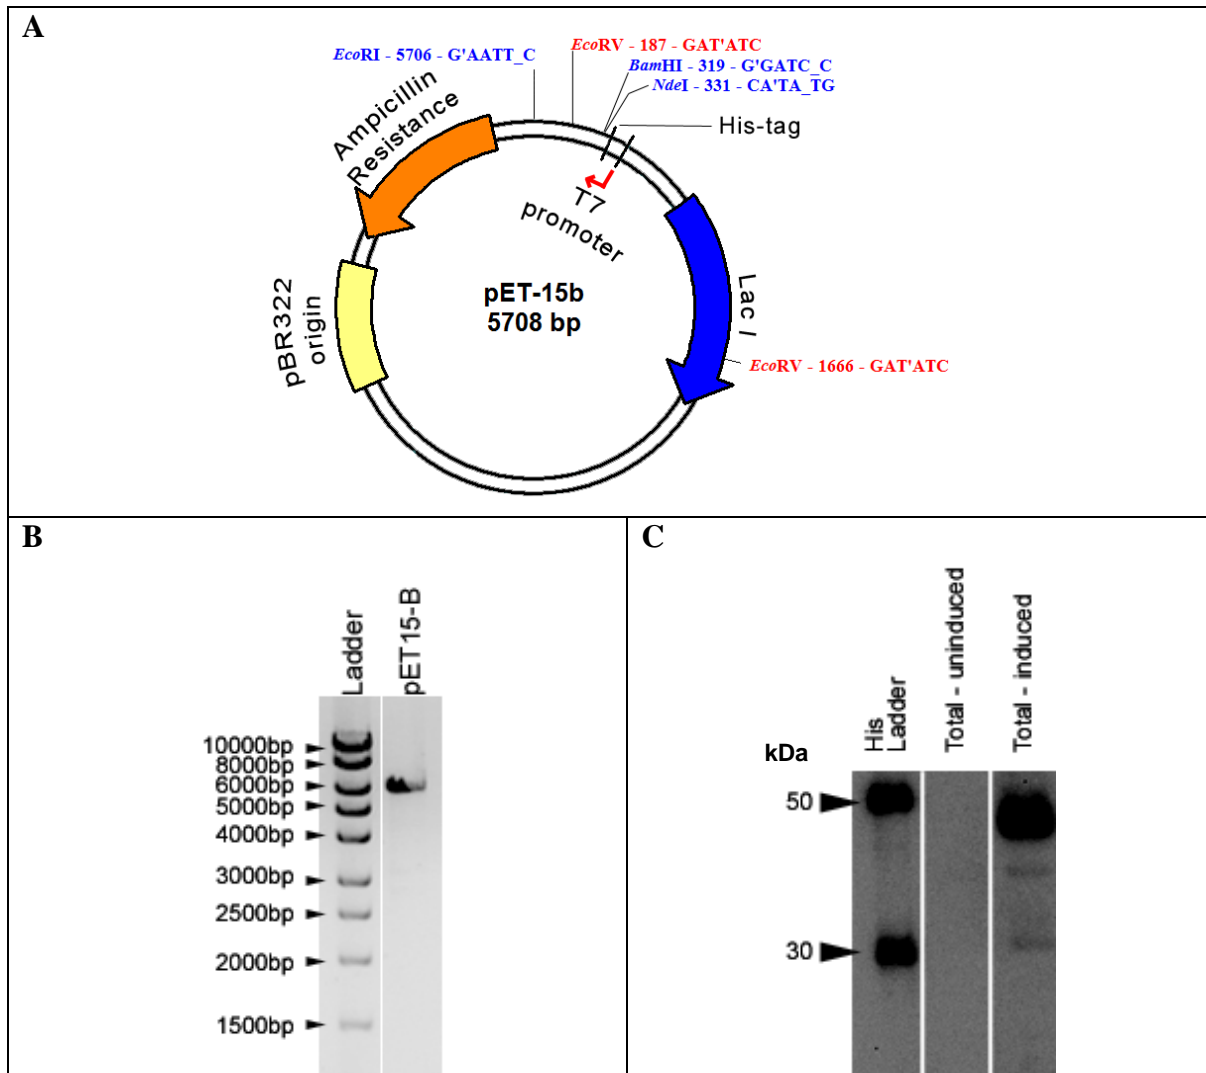 A
EcoRI - 5706 - G'AATT_C
EcoRV - 187 - GAT'ATC
BamHI - 319 - G'GATC_C
NdeI - 331 - CA'TA_TG
His-tag
Ampicillin
Resistance
T7
promoter
Lac I
pET-15b
5708 bp
pBR322
origin
EcoRV - 1666 - GAT'ATC
B
Ladder
pET15-B
10000bp
8000bp
6000bp
5000bp
4000bp
3000bp
2500bp
2000bp
1500bp
C
His
Ladder
Total - uninduced
Total - induced
kDa
50
30